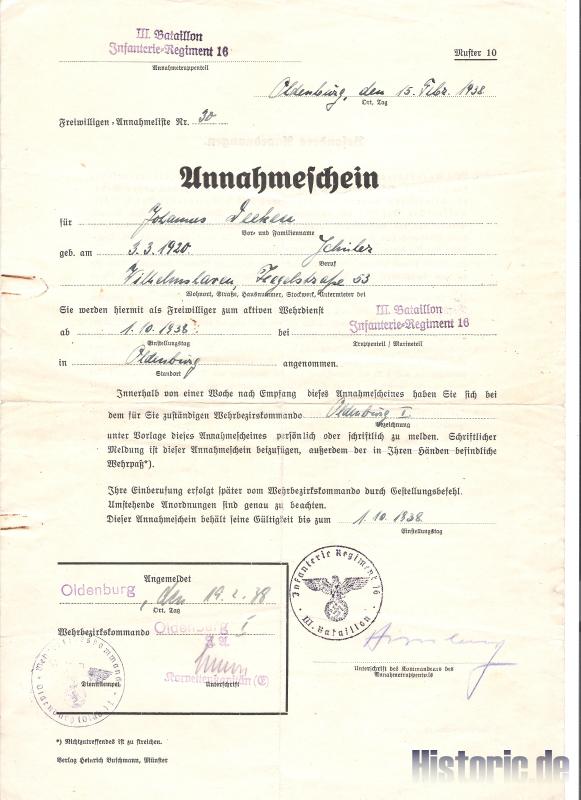 III. Bataillon
Infanterie-Regiment 16
Annahmetruppenteil
Muster 10
Oldenburg, den 15. Febr. 1938
Ort, Tag
Freiwilligen-Annahmeliste Nr. 30
Annahmeschein
für Johannes Deeken
Vor- und Familienname
geb. am 3.3.1920. Schüler
Beruf
Wilhelmshaven, Hegelstraße 53
Wohnort, Straße, Hausnummer, Stockwerk, Untermieter bei
Sie werden hiermit als Freiwilliger zum aktiven Wehrdienst
III. Bataillon
ab 1.10.1938. bei Infanterie-Regiment 16
Einstellungstag Truppenteil / Marineteil
in Oldenburg angenommen.
Standort
Innerhalb von einer Woche nach Empfang dieses Annahmescheines haben Sie sich bei
dem für Sie zuständigen Wehrbezirkskommando Oldenburg I
Bezeichnung
unter Vorlage dieses Annahmescheines persönlich oder schriftlich zu melden. Schriftlicher
Meldung ist dieser Annahmeschein beizufügen, außerdem der in Ihren Händen befindliche
Wehrpaß*).
Ihre Einberufung erfolgt später vom Wehrbezirkskommando durch Gestellungsbefehl.
Umstehende Anordnungen sind genau zu beachten.
Dieser Annahmeschein behält seine Gültigkeit bis zum 1.10.1938.
Einstellungstag
Angemeldet
Oldenburg, den 19.2.38
Ort, Tag
Wehrbezirkskommando Oldenburg I
Korvettenkapitän (E)
Dienststempel Unterschrift
Infanterie Regiment 16
III. Bataillon
Unterschrift des Kommandeurs des
Annahmetruppenteils
*) Nichtzutreffendes ist zu streichen.
Verlag Heinrich Buschmann, Münster
Historic.de